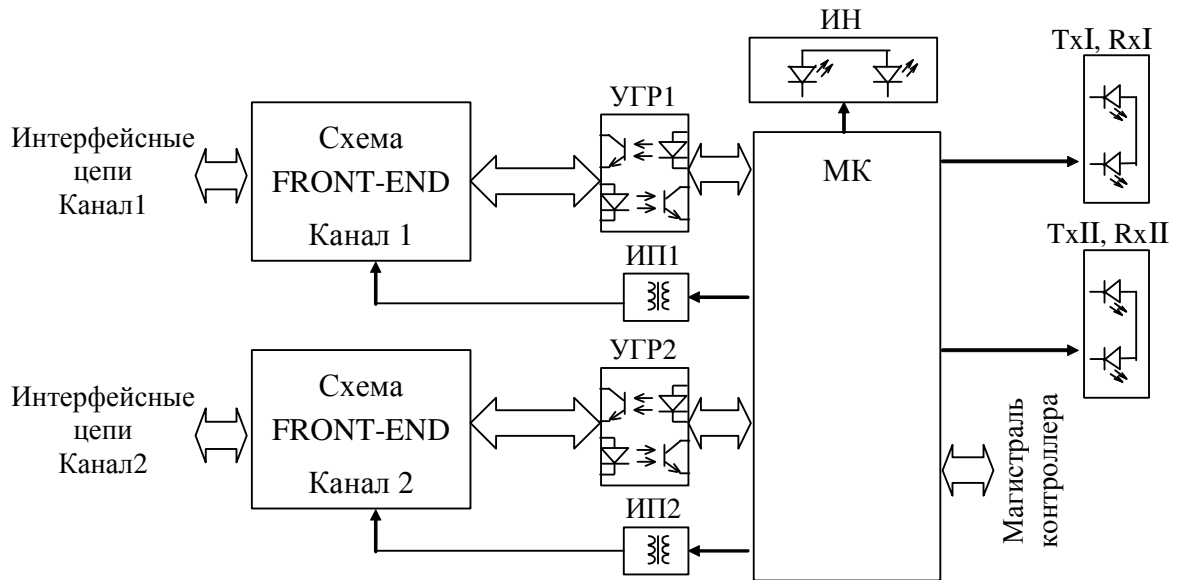 ИН
TxI, RxI
УГР1
Интерфейсные
цепи
Канал1
Схема
FRONT-END
Канал 1
МК
ИП1
TxII, RxII
УГР2
Интерфейсные
цепи
Канал2
Схема
FRONT-END
Канал 2
ИП2
Магистраль
контроллера